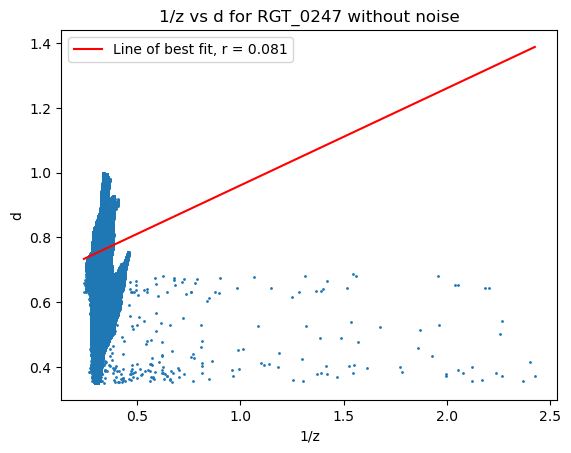 1/z vs d for RGT_0247 without noise
Line of best fit, r = 0.081
1.4
1.2
1.0
0.8
0.6
0.4
d
0.5 1.0 1.5 2.0 2.5
1/z